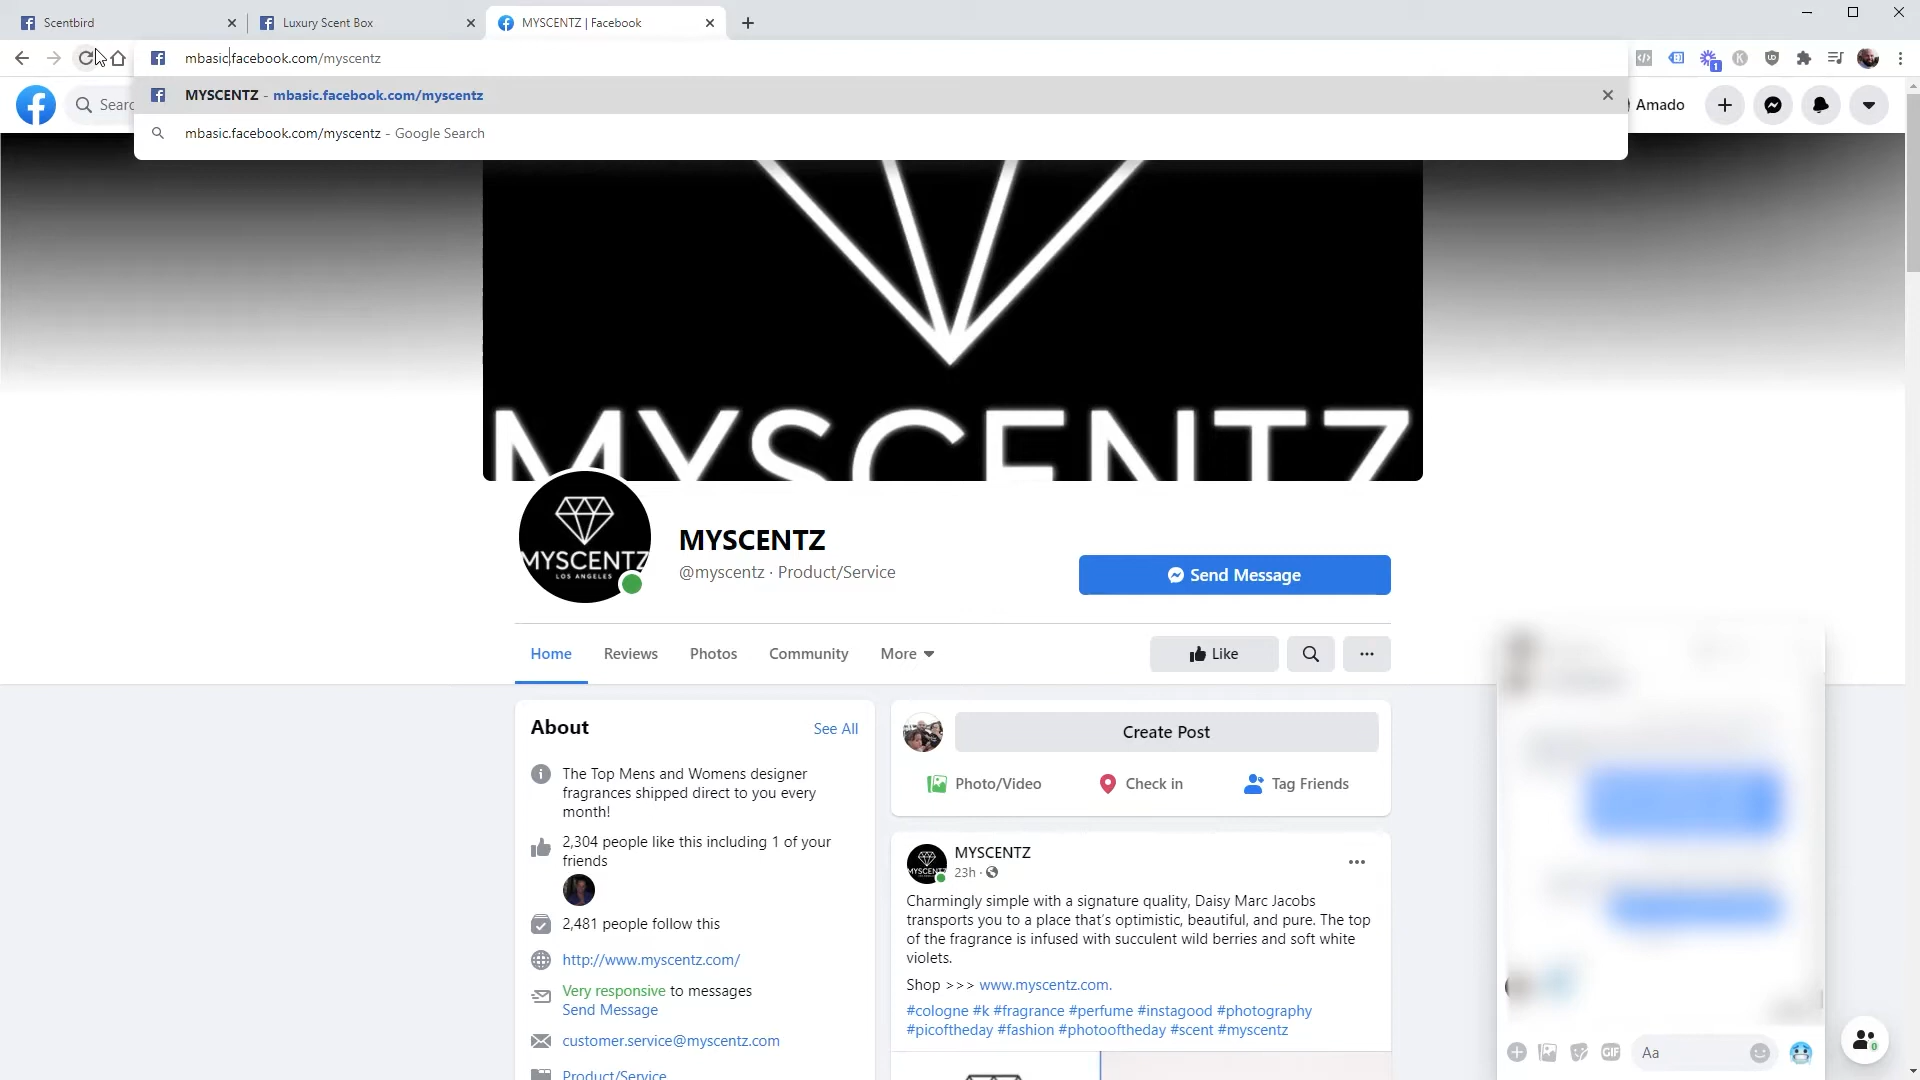 Scentbird
Luxury Scent Box
MYSCENTZ | Facebook
mbasic.facebook.com/myscentz
MYSCENTZ - mbasic.facebook.com/myscentz
mbasic.facebook.com/myscentz - Google Search
Searc
Amado
MYSCENTZ
MYSCENTZ
LOS ANGELES
MYSCENTZ
@myscentz · Product/Service
Send Message
Home
Reviews
Photos
Community
More
Like
About
See All
The Top Mens and Womens designer
fragrances shipped direct to you every
month!
2,304 people like this including 1 of your
friends
2,481 people follow this
http://www.myscentz.com/
Very responsive to messages
Send Message
customer.service@myscentz.com
Product/Service
Create Post
Photo/Video
Check in
Tag Friends
MYSCENTZ
MYSCENTZ
23h ·
Charmingly simple with a signature quality, Daisy Marc Jacobs
transports you to a place that's optimistic, beautiful, and pure. The top
of the fragrance is infused with succulent wild berries and soft white
violets.
Shop >>> www.myscentz.com.
#cologne #k #fragrance #perfume #instagood #photography
#picoftheday #fashion #photooftheday #scent #myscentz
GIF
Aa
0
1